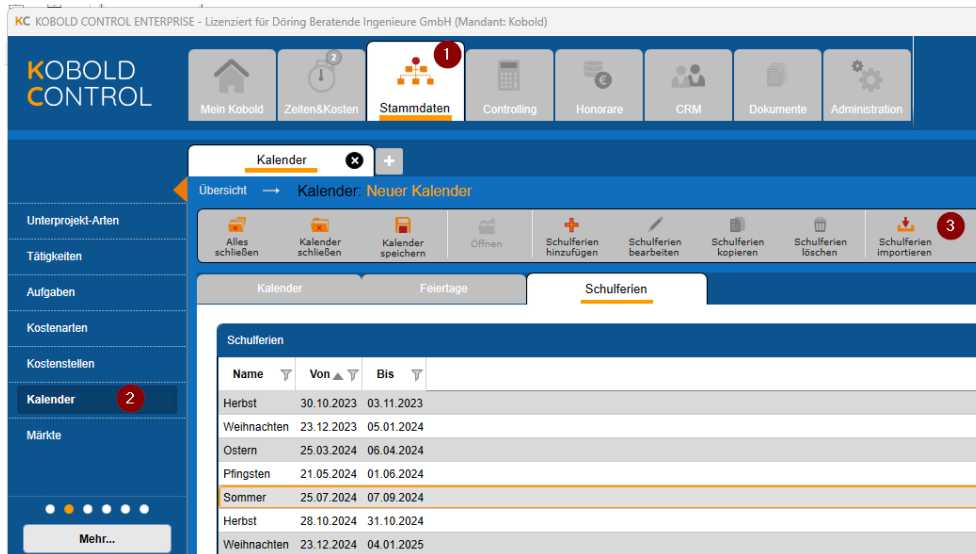 KC KOBOLD CONTROL ENTERPRISE - Lizenziert für Döring Beratende Ingenieure GmbH (Mandant: Kobold)
KOBOLD
CONTROL
2
1
Mein Kobold
Zeiten&Kosten
Stammdaten
Controlling
Honorare
CRM
Dokumente
Administration
Kalender
Übersicht → Kalender: Neuer Kalender
Alles schließen
Kalender schließen
Kalender speichern
Öffnen
Schulferien hinzufügen
Schulferien bearbeiten
Schulferien kopieren
Schulferien löschen
Schulferien importieren
3
Unterprojekt-Arten
Tätigkeiten
Aufgaben
Kostenarten
Kostenstellen
Kalender 2
Märkte
Mehr...
Kalender Feiertage Schulferien
Schulferien
Name Von Bis
Herbst 30.10.2023 03.11.2023
Weihnachten 23.12.2023 05.01.2024
Ostern 25.03.2024 06.04.2024
Pfingsten 21.05.2024 01.06.2024
Sommer 25.07.2024 07.09.2024
Herbst 28.10.2024 31.10.2024
Weihnachten 23.12.2024 04.01.2025